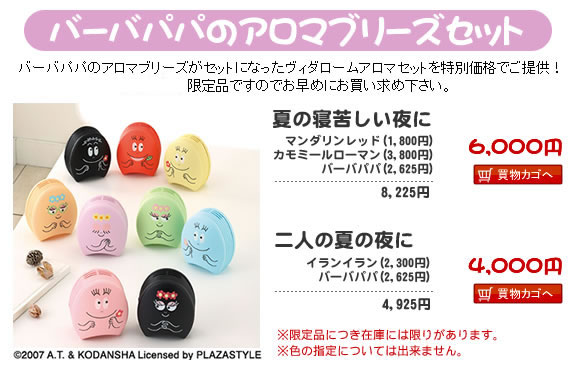 バーバパパのアロマブリーズセット
バーバパパのアロマブリーズがセットになったヴィダロームアロマセットを特別価格でご提供！
限定品ですのでお早めにお買い求め下さい。
夏の寝苦しい夜に
マンダリンレッド(1,800円)
カモミールローマン(3,800円)
バーバパパ(2,625円)
8,225円
6,000円
買物カゴへ
二人の夏の夜に
イランイラン(2,300円)
バーバパパ(2,625円)
4,925円
4,000円
買物カゴへ
※限定品につき在庫には限りがあります。
※色の指定については出来ません。
©2007 A.T. & KODANSHA Licensed by PLAZASTYLE